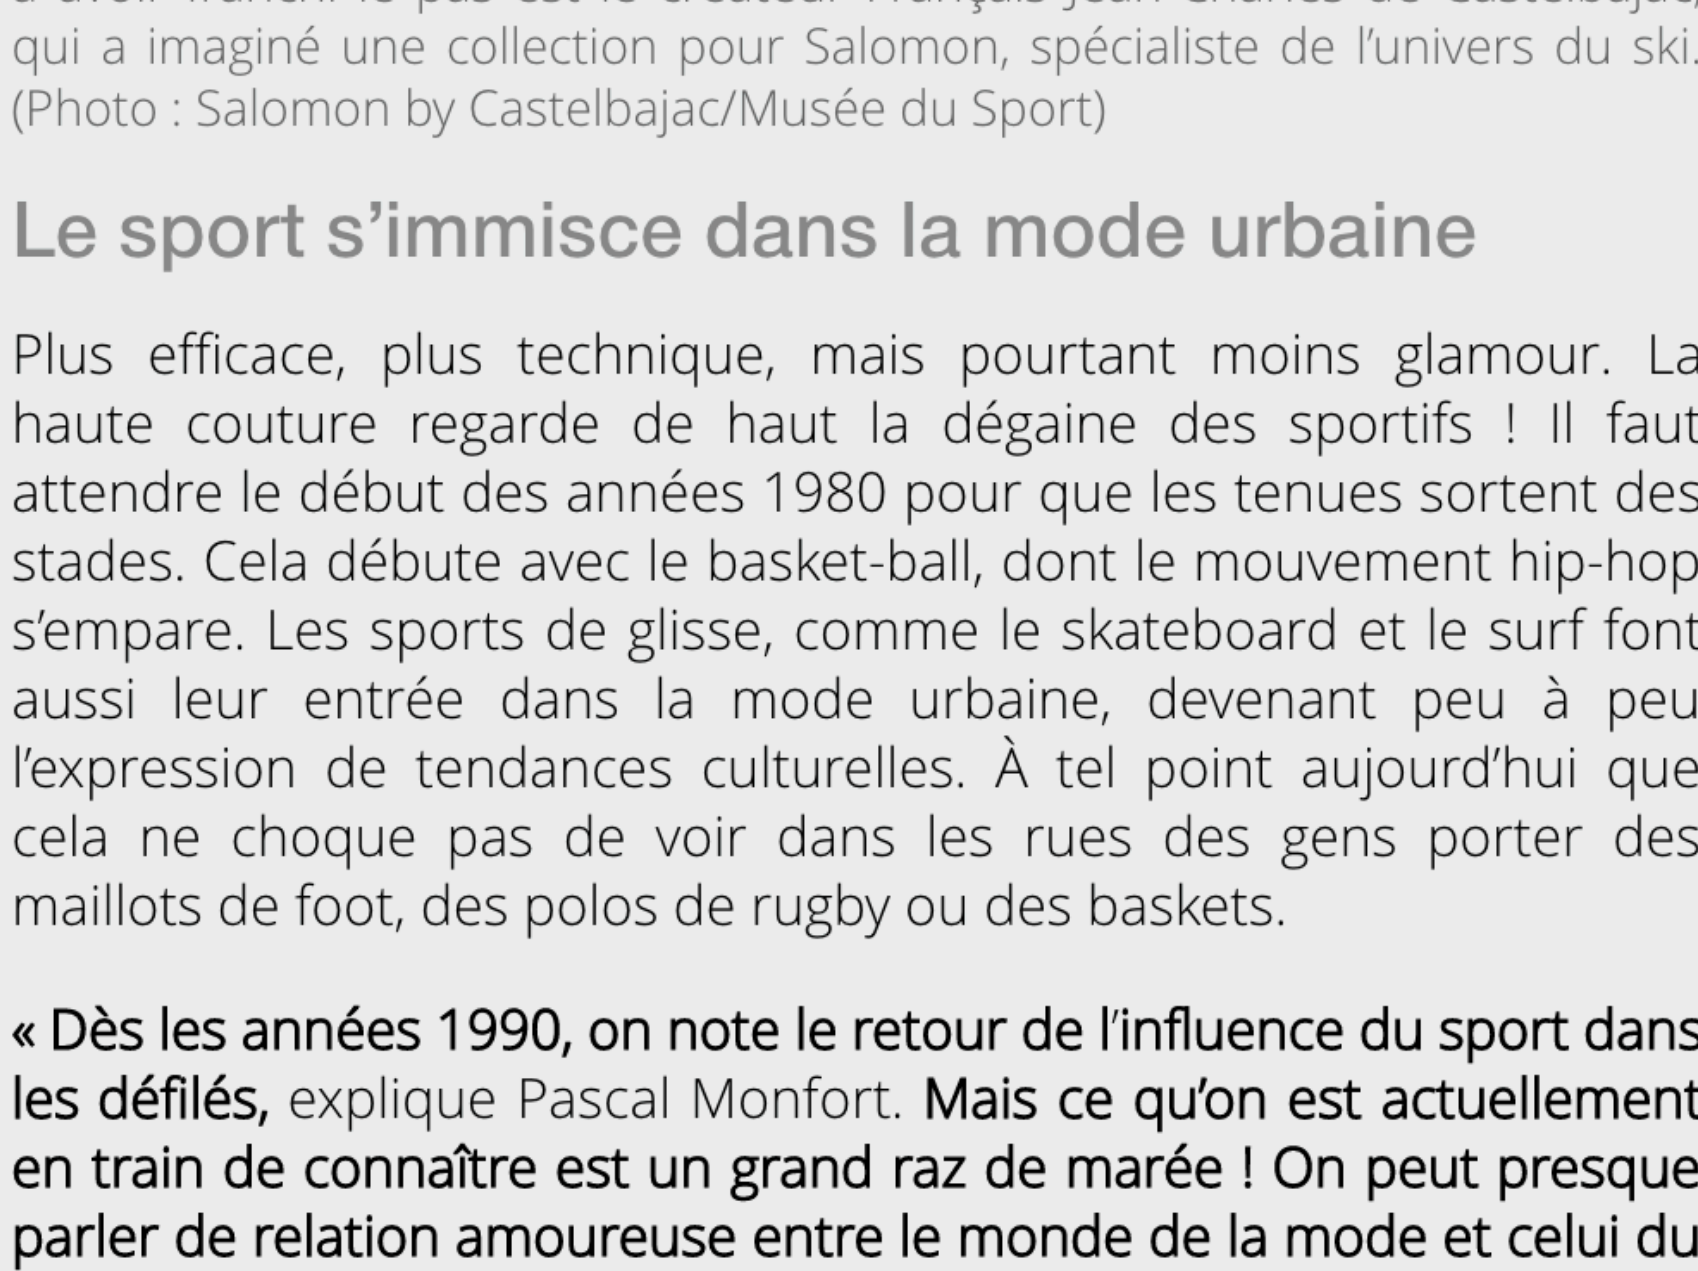 qui a imaginé une collection pour Salomon, spécialiste de l’univers du ski.
(Photo : Salomon by Castelbajac/Musée du Sport)
Le sport s’immisce dans la mode urbaine
Plus efficace, plus technique, mais pourtant moins glamour. La
haute couture regarde de haut la dégaine des sportifs ! Il faut
attendre le début des années 1980 pour que les tenues sortent des
stades. Cela débute avec le basket-ball, dont le mouvement hip-hop
s’empare. Les sports de glisse, comme le skateboard et le surf font
aussi leur entrée dans la mode urbaine, devenant peu à peu
l’expression de tendances culturelles. À tel point aujourd’hui que
cela ne choque pas de voir dans les rues des gens porter des
maillots de foot, des polos de rugby ou des baskets.
« Dès les années 1990, on note le retour de l’influence du sport dans
les défilés, explique Pascal Monfort. Mais ce qu’on est actuellement
en train de connaître est un grand raz de marée ! On peut presque
parler de relation amoureuse entre le monde de la mode et celui du